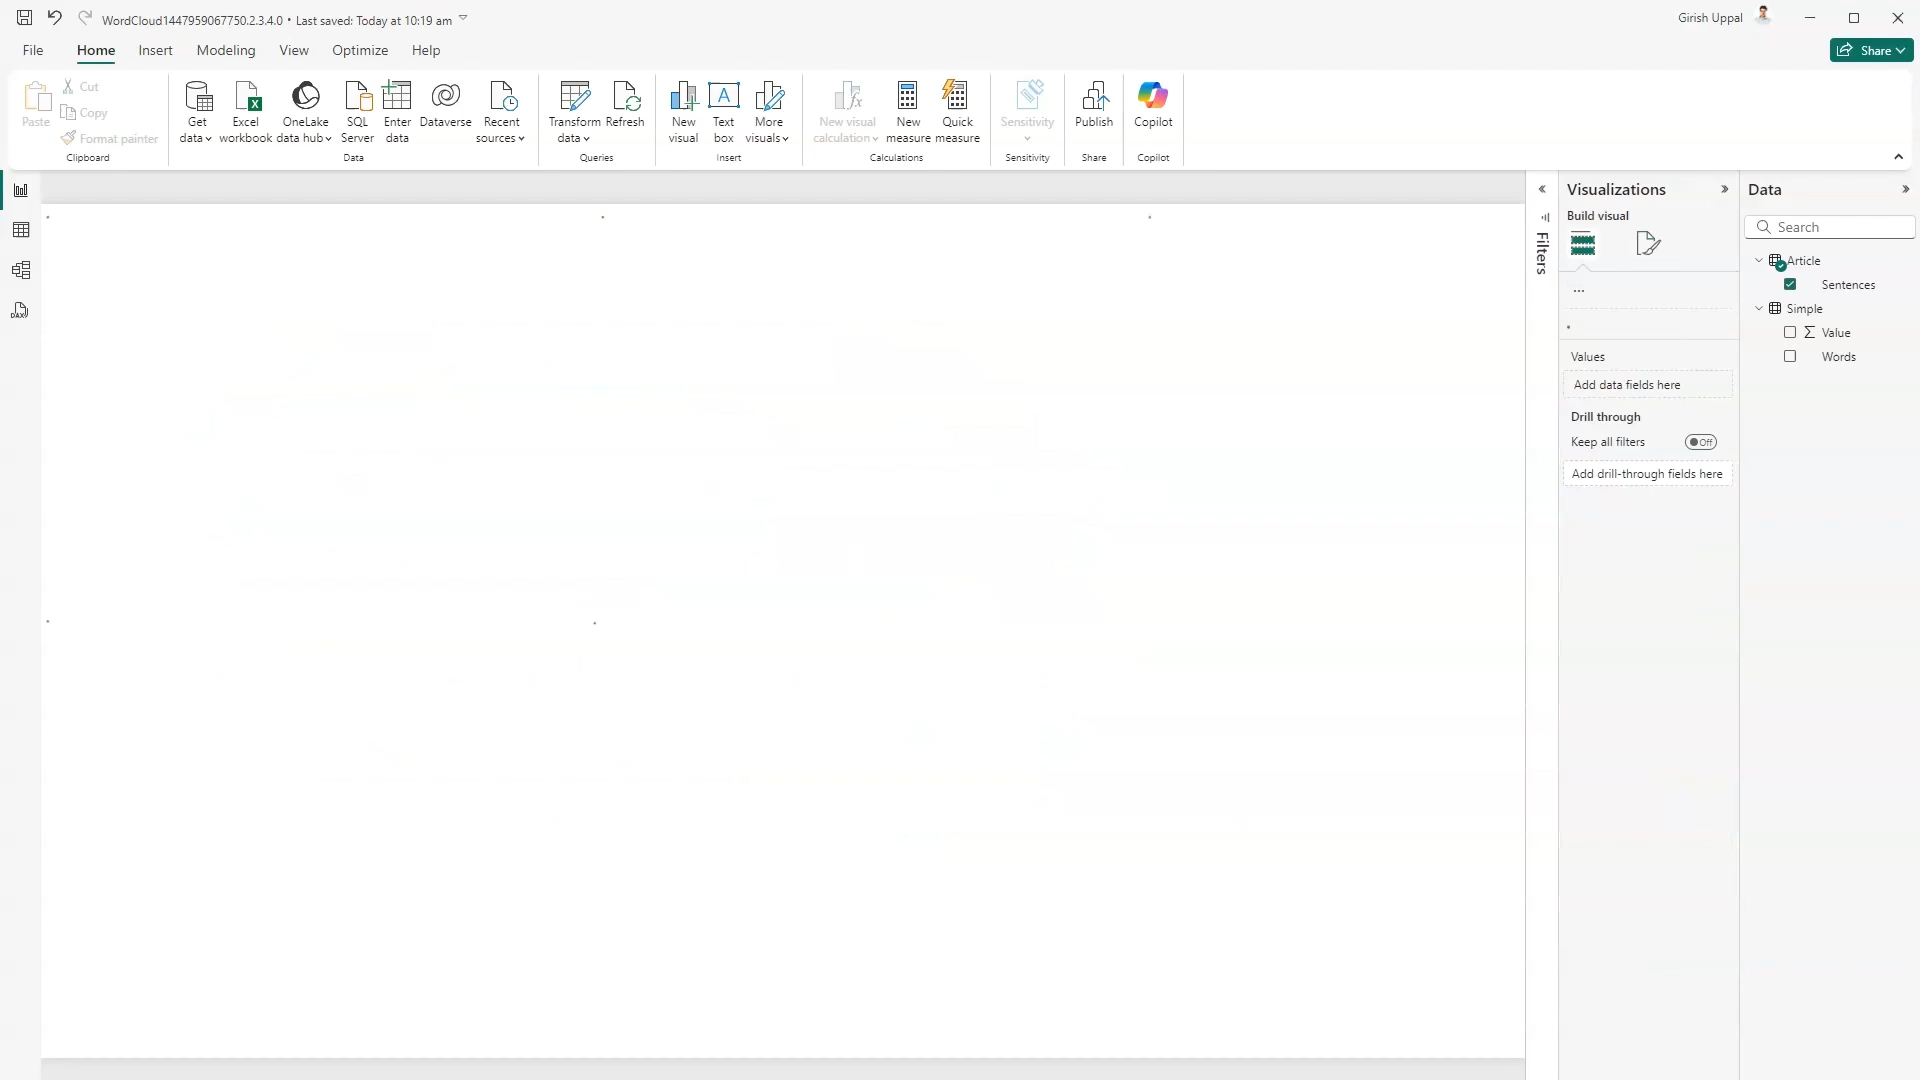 WordCloud1447959067750.2.3.4.0 • Last saved: Today at 10:19 am
Girish Uppal
File Home Insert Modeling View Optimize Help
Share
Paste
Cut
Copy
Format painter
Clipboard
Get data
Excel workbook
OneLake data hub
SQL Server
Enter data
Dataverse
Recent sources
Data
Transform data
Refresh
Queries
New visual
Text box
More visuals
Insert
New visual calculation
New measure
Quick measure
Calculations
Sensitivity
Sensitivity
Publish
Share
Copilot
Copilot
Filters
Visualizations
Build visual
...
Values
Add data fields here
Drill through
Keep all filters
Off
Add drill-through fields here
Data
Search
Article
Sentences
Simple
Σ Value
Words
DAX